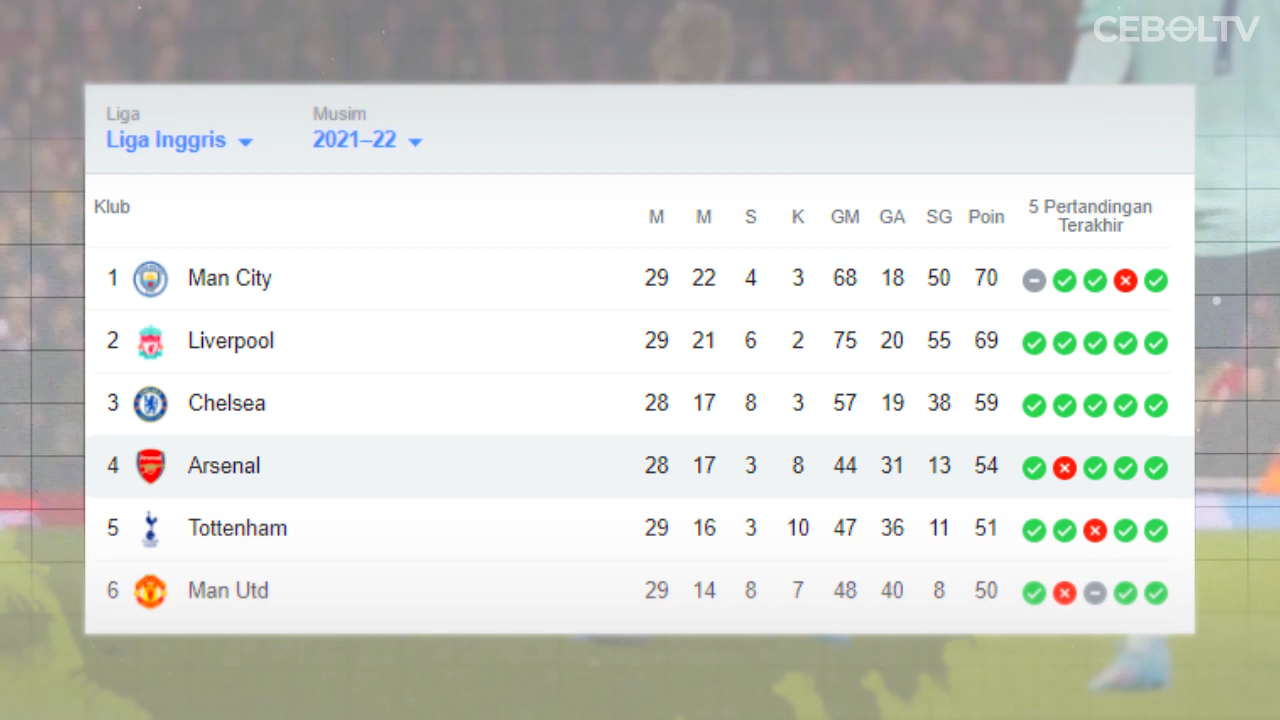 CEBOLTV
Liga Musim
Liga Inggris 2021–22
Klub M M S K GM GA SG Poin 5 Pertandingan
Terakhir
1 Man City 29 22 4 3 68 18 50 70
2 Liverpool 29 21 6 2 75 20 55 69
3 Chelsea 28 17 8 3 57 19 38 59
4 Arsenal 28 17 3 8 44 31 13 54
5 Tottenham 29 16 3 10 47 36 11 51
6 Man Utd 29 14 8 7 48 40 8 50